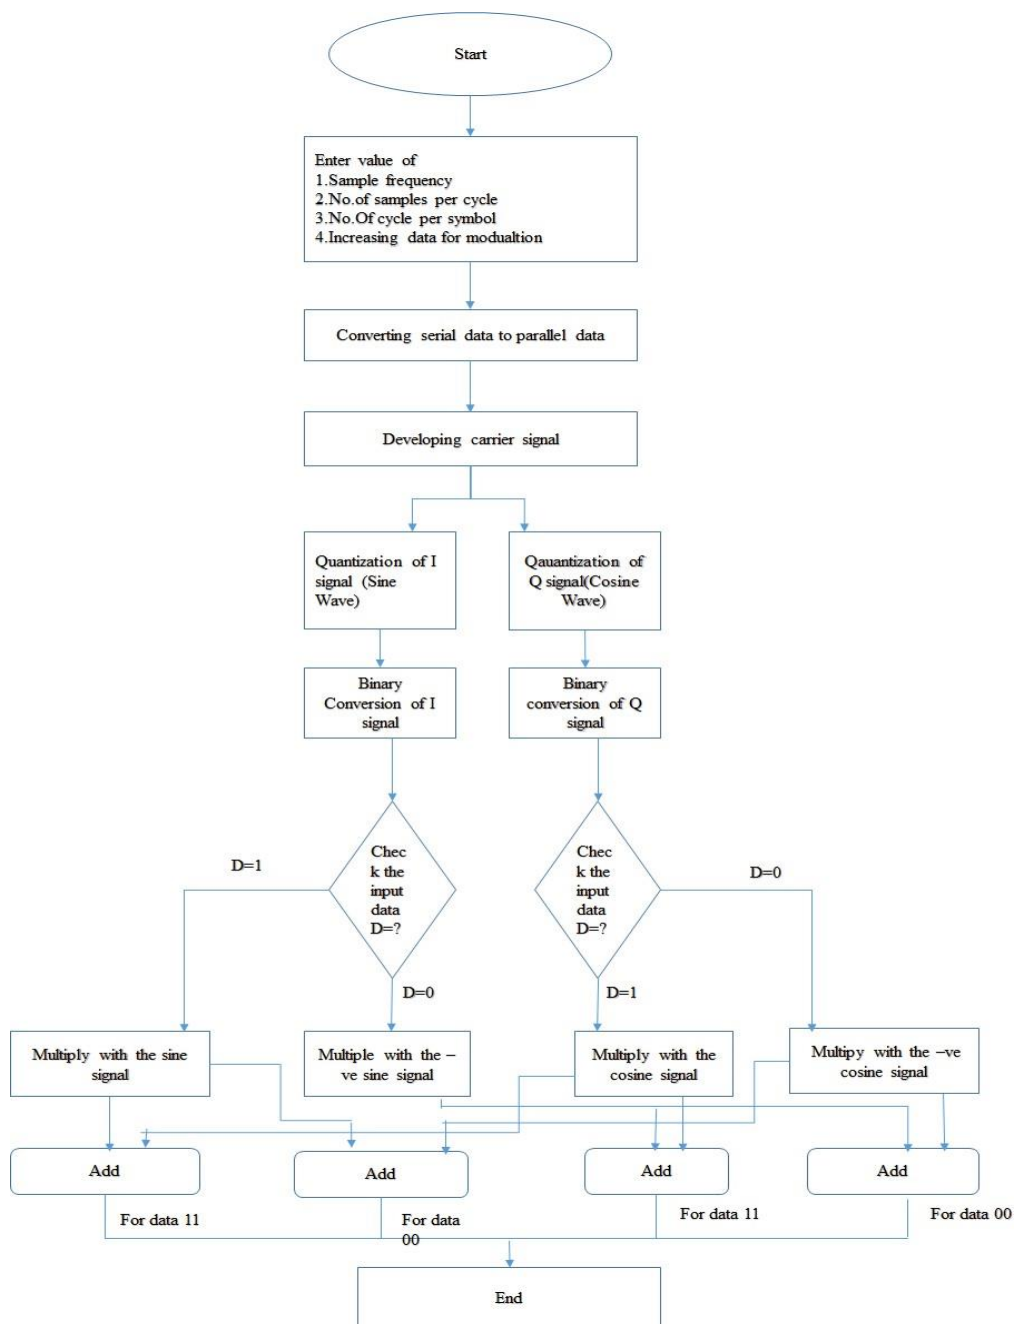 Start
Enter value of
1.Sample frequency
2.No.of samples per cycle
3.No.Of cycle per symbol
4.Increasing data for modualtion
Converting serial data to parallel data
Developing carrier signal
Quantization of I
signal (Sine
Wave)
Qauantization of
Q signal(Cosine
Wave)
Binary
Conversion of I
signal
Binary
conversion of Q
signal
D=1
Chec
k the
input
data
D=?
Chec
k the
input
data
D=?
D=0
D=0
D=1
Multiply with the sine
signal
Multiple with the –
ve sine signal
Multiply with the
cosine signal
Multipy with the –ve
cosine signal
Add
Add
Add
Add
For data 11
For data
00
For data 11
For data 00
End